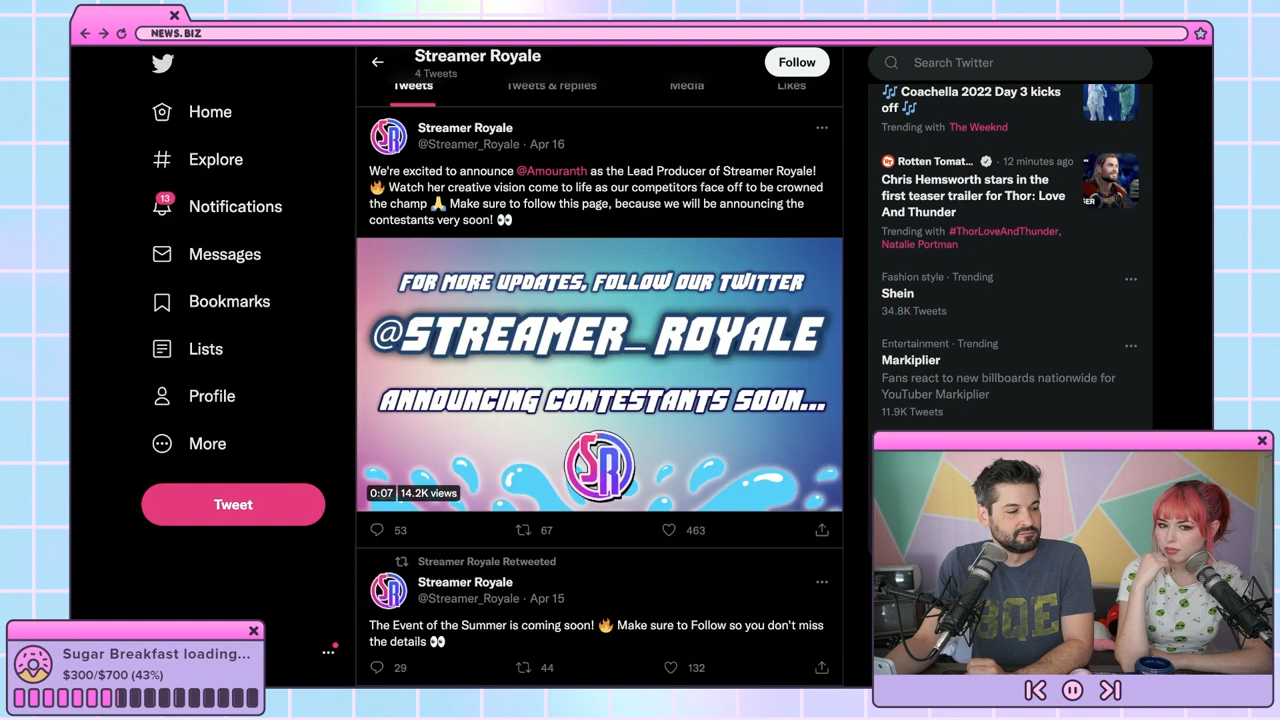 NEWS.BIZ
Home
Explore
13
Notifications
Messages
Bookmarks
Lists
Profile
More
Tweet
Streamer Royale
4 Tweets
Follow
Tweets
Tweets & replies
Media
Likes
Streamer Royale
@Streamer_Royale · Apr 16
We're excited to announce @Amouranth as the Lead Producer of Streamer Royale!
🔥 Watch her creative vision come to life as our competitors face off to be crowned
the champ 🙏 Make sure to follow this page, because we will be announcing the
contestants very soon! 👀
FOR MORE UPDATES, FOLLOW OUR TWITTER
@STREAMER_ROYALE
ANNOUNCING CONTESTANTS SOON...
SR
0:07 14.2K views
53
67
463
Streamer Royale Retweeted
Streamer Royale
@Streamer_Royale · Apr 15
The Event of the Summer is coming soon! 🔥 Make sure to Follow so you don't miss
the details 👀
29
44
132
Search Twitter
🎶 Coachella 2022 Day 3 kicks
off 🎶
Trending with The Weeknd
Rotten Tomat... · 12 minutes ago
Chris Hemsworth stars in the
first teaser trailer for Thor: Love
And Thunder
Trending with #ThorLoveAndThunder,
Natalie Portman
Fashion style · Trending
Shein
34.8K Tweets
Entertainment · Trending
Markiplier
Fans react to new billboards nationwide for
YouTuber Markiplier
11.9K Tweets
BQE
Sugar Breakfast loading...
$300/$700 (43%)